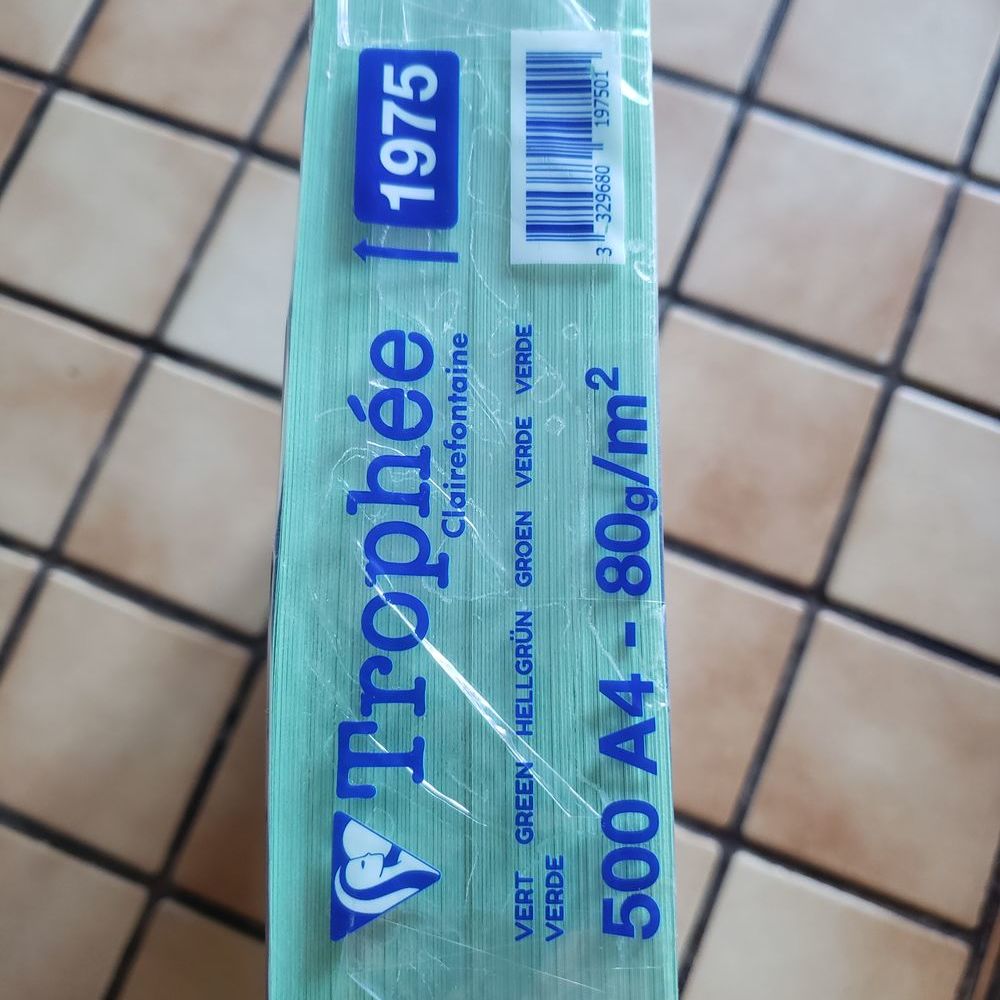 Trophée
Clairefontaine
1975
VERT GREEN HELLGRÜN GROEN VERDE VERDE
VERDE
500 A4 - 80g/m²
3 329680 197501